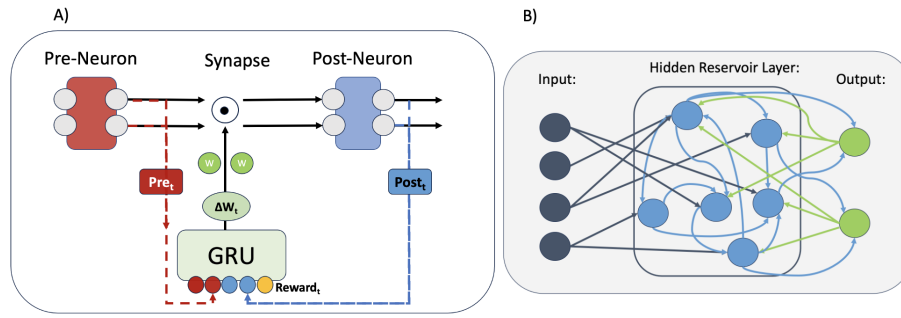 A)
Pre-Neuron
Synapse
Post-Neuron
W W
Pre_t
Post_t
ΔW_t
GRU
Reward_t
B)
Input:
Hidden Reservoir Layer:
Output: